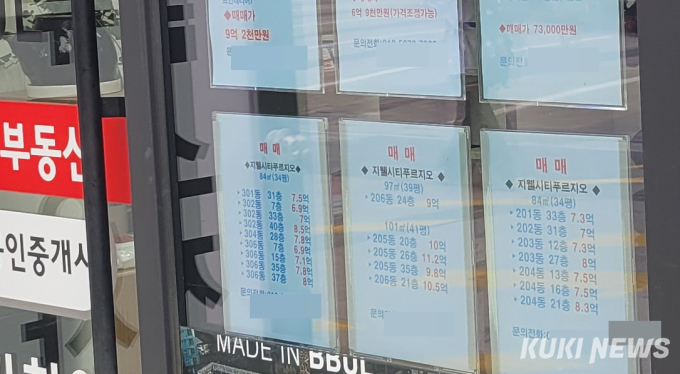 ◆매매가
9억 2천만원
6억 9천만원(가격조정가능)
◆매매가 73,000만원
부동산
인중개사
매 매
◆지웰시티푸르지오◆
84㎡(34평)
301동 31층 7.5억
302동 7층 6.9억
302동 33층 7억
302동 40층 8.5억
304동 28층 7.8억
306동 7층 6.9억
306동 15층 7.1억
306동 35층 7.8억
306동 37층 8억
매 매
◆지웰시티푸르지오◆
97㎡(39평)
206동 24층 9억
101㎡(41평)
205동 20층 10억
205동 26층 11.2억
205동 35층 9.8억
206동 21층 10.5억
매 매
◆지웰시티푸르지오◆
84㎡(34평)
201동 33층 7.3억
202동 31층 7억
203동 12층 7.3억
203동 27층 8억
204동 13층 7.5억
204동 16층 7.5억
204동 21층 8.3억
MADE IN
KUKI NEWS